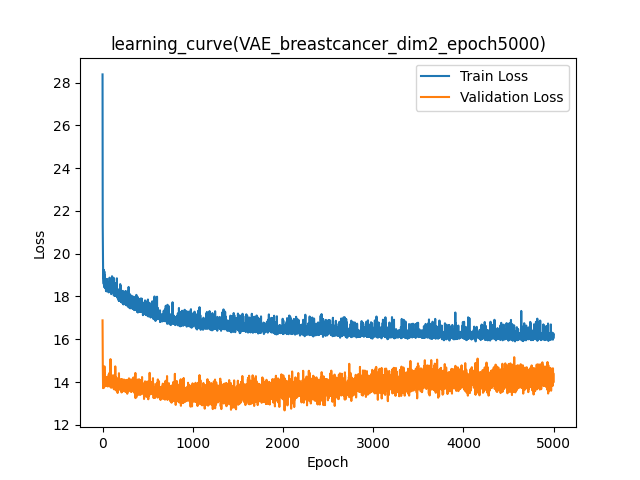 learning_curve(VAE_breastcancer_dim2_epoch5000)
Train Loss
Validation Loss
28
26
24
22
20
18
16
14
12
Loss
0 1000 2000 3000 4000 5000
Epoch